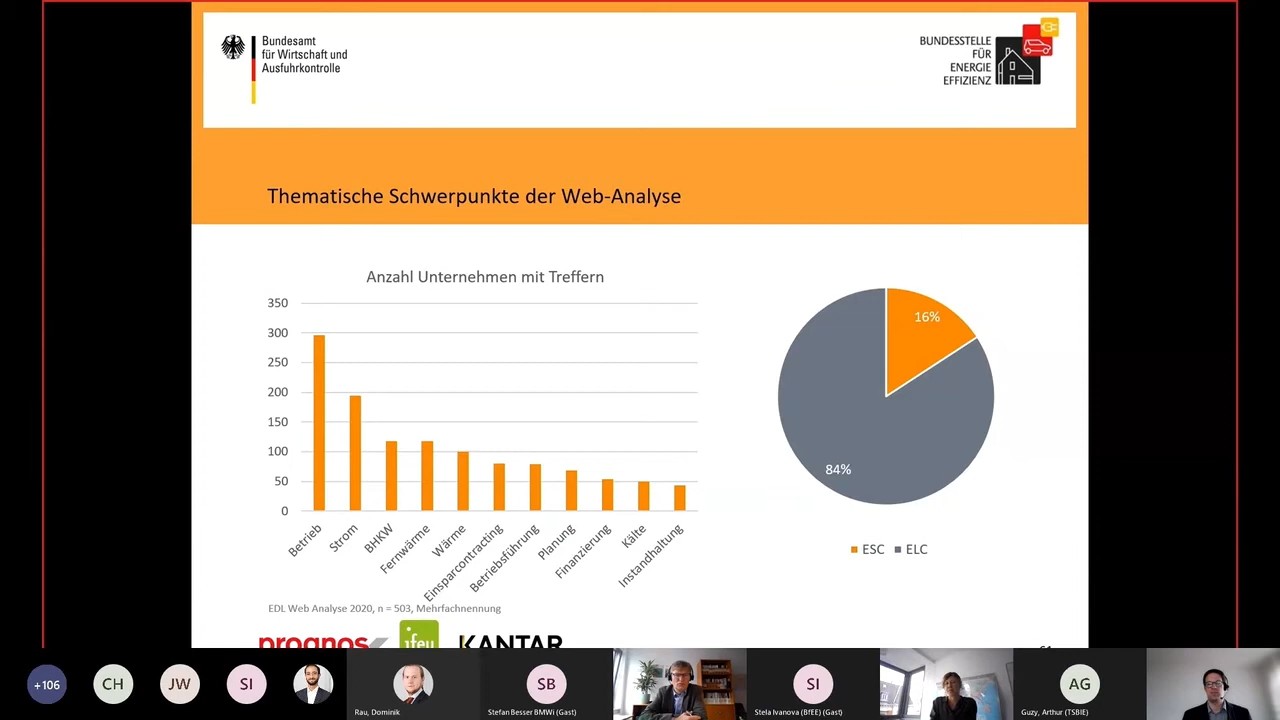 Bundesamt
für Wirtschaft und
Ausfuhrkontrolle
BUNDESSTELLE
FÜR
ENERGIE
EFFIZIENZ
Thematische Schwerpunkte der Web-Analyse
Anzahl Unternehmen mit Treffern
350
300
250
200
150
100
50
0
Betrieb
Strom
BHKW
Fernwärme
Wärme
Einsparcontracting
Betriebsführung
Planung
Finanzierung
Kälte
Instandhaltung
16%
84%
ESC ELC
EDL Web Analyse 2020, n = 503, Mehrfachnennung
prognos ifeu KANTAR
+106
CH
JW
SI
Rau, Dominik
SB
Stefan Besser BMWi (Gast)
SI
Stela Ivanova (BfEE) (Gast)
AG
Guzy, Arthur (TSBIE)